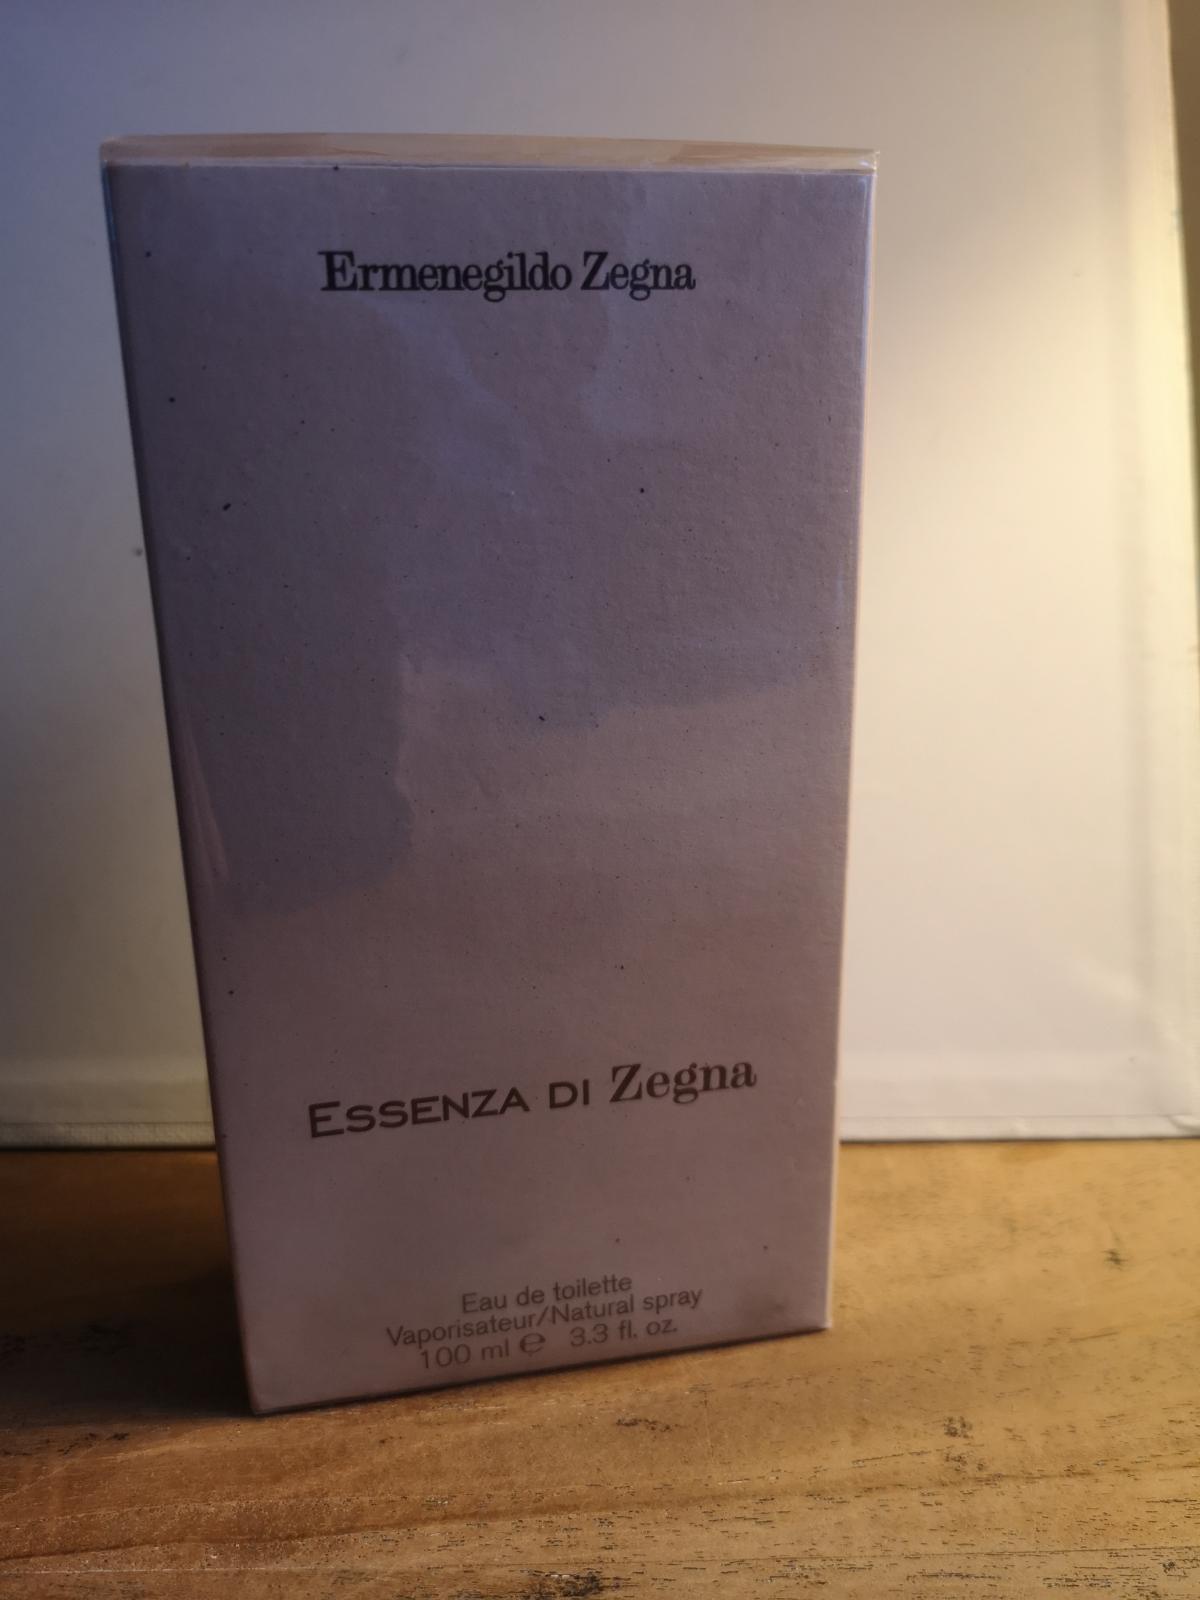 Ermenegildo Zegna
ESSENZA DI Zegna
Eau de toilette
Vaporisateur/Natural spray
100 ml ℮ 3.3 fl. oz.